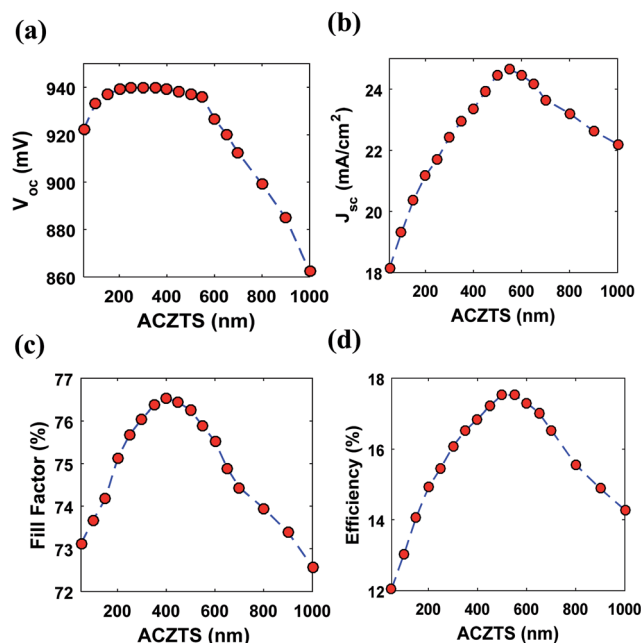 (a)
V_oc (mV)
940
920
900
880
860
200 400 600 800 1000
ACZTS (nm)
(b)
J_sc (mA/cm²)
24
22
20
18
200 400 600 800 1000
ACZTS (nm)
(c)
Fill Factor (%)
77
76
75
74
73
72
200 400 600 800 1000
ACZTS (nm)
(d)
Efficiency (%)
18
16
14
12
200 400 600 800 1000
ACZTS (nm)